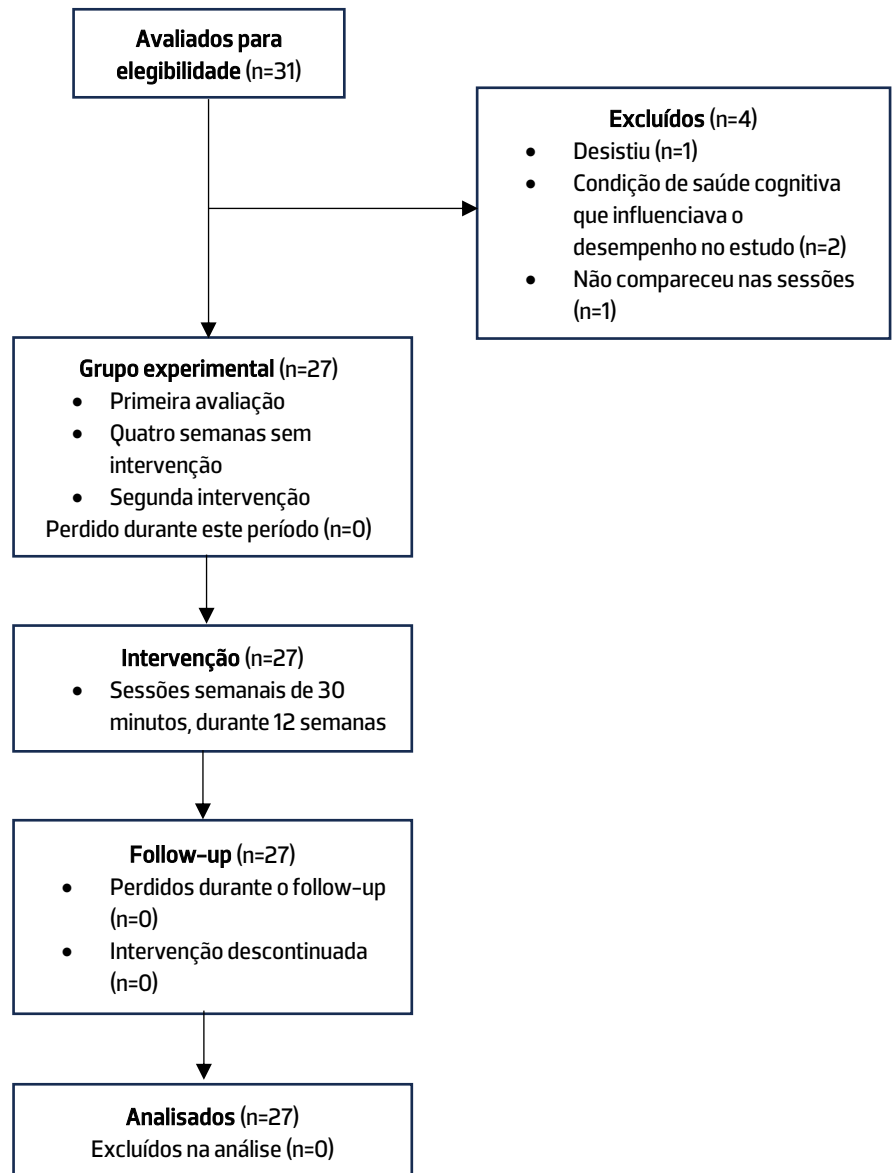 Avaliados para
elegibilidade (n=31)
Excluídos (n=4)
• Desistiu (n=1)
• Condição de saúde cognitiva
que influenciava o
desempenho no estudo (n=2)
• Não compareceu nas sessões
(n=1)
Grupo experimental (n=27)
• Primeira avaliação
• Quatro semanas sem
intervenção
• Segunda intervenção
Perdido durante este período (n=0)
Intervenção (n=27)
• Sessões semanais de 30
minutos, durante 12 semanas
Follow-up (n=27)
• Perdidos durante o follow-up
(n=0)
• Intervenção descontinuada
(n=0)
Analisados (n=27)
Excluídos na análise (n=0)